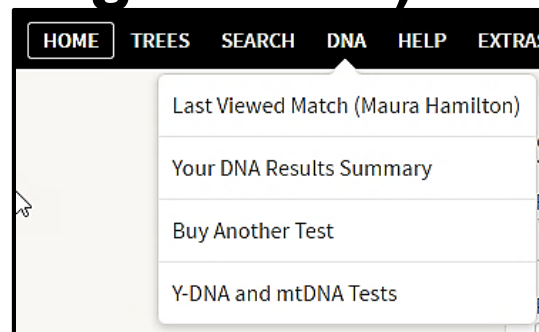 HOME TREES SEARCH DNA HELP EXTRAS
Last Viewed Match (Maura Hamilton)
Your DNA Results Summary
Buy Another Test
Y-DNA and mtDNA Tests